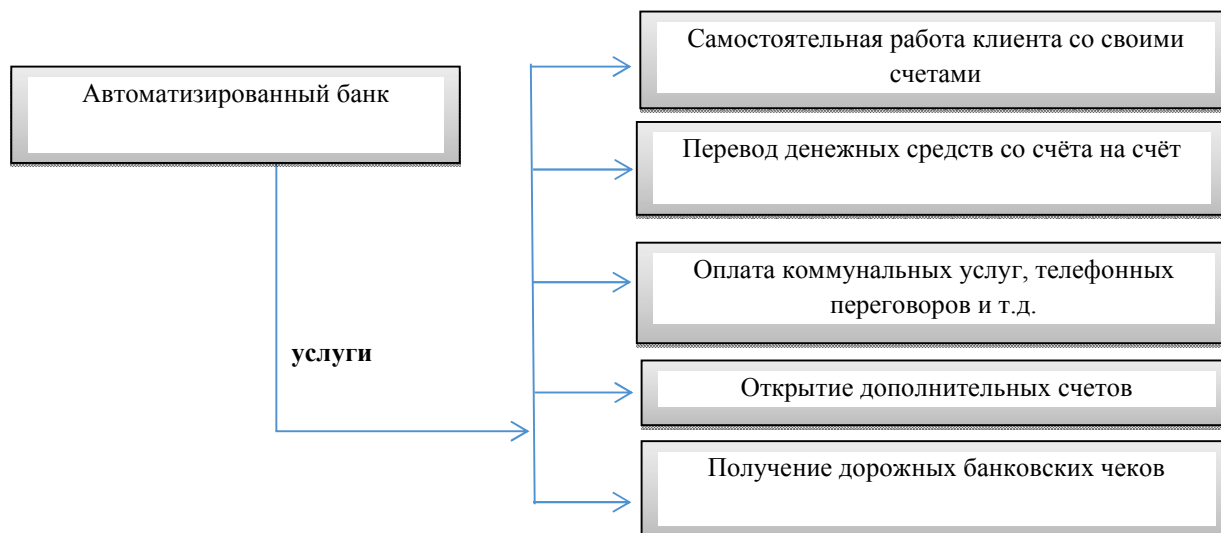 Автоматизированный банк
услуги
Самостоятельная работа клиента со своими
счетами
Перевод денежных средств со счёта на счёт
Оплата коммунальных услуг, телефонных
переговоров и т.д.
Открытие дополнительных счетов
Получение дорожных банковских чеков